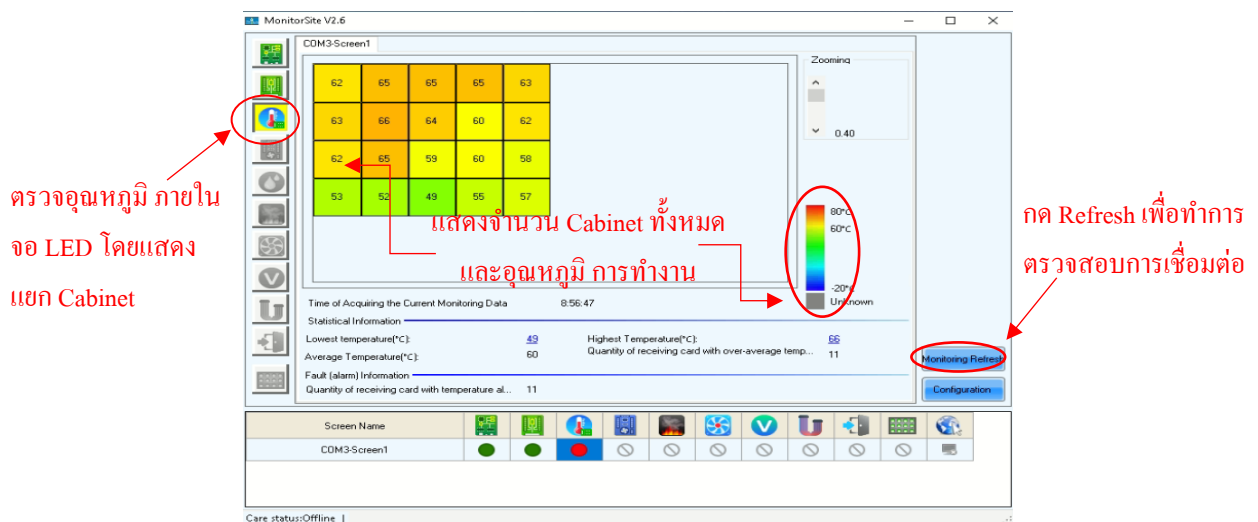 MonitorSite V2.6
COM3-Screen1
Zooming
62 65 65 65 63
63 66 64 60 62
0.40
62 65 59 60 58
53 52 49 55 57
ตรวจอุณหภูมิ ภายใน
จอ LED โดยแสดง
แยก Cabinet
แสดงจำนวน Cabinet ทั้งหมด
และอุณหภูมิ การทำงาน
80°C
60°C
-20°C
Unknown
กด Refresh เพื่อทำการ
ตรวจสอบการเชื่อมต่อ
Time of Acquiring the Current Monitoring Data 8:56:47
Statistical Information
Lowest temperature(°C): 49 Highest Temperature(°C): 66
Average Temperature(°C): 60 Quantity of receiving card with over-average temp... 11
Monitoring Refresh
Fault (alarm) Information
Quantity of receiving card with temperature al... 11
Configuration
Screen Name
COM3-Screen1
Care status:Offline |